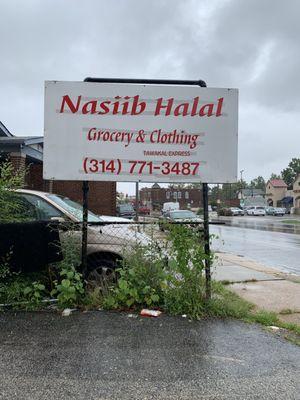 Nasiib Halal
Grocery & Clothing
TAWAKAL EXPRESS
(314) 771-3487